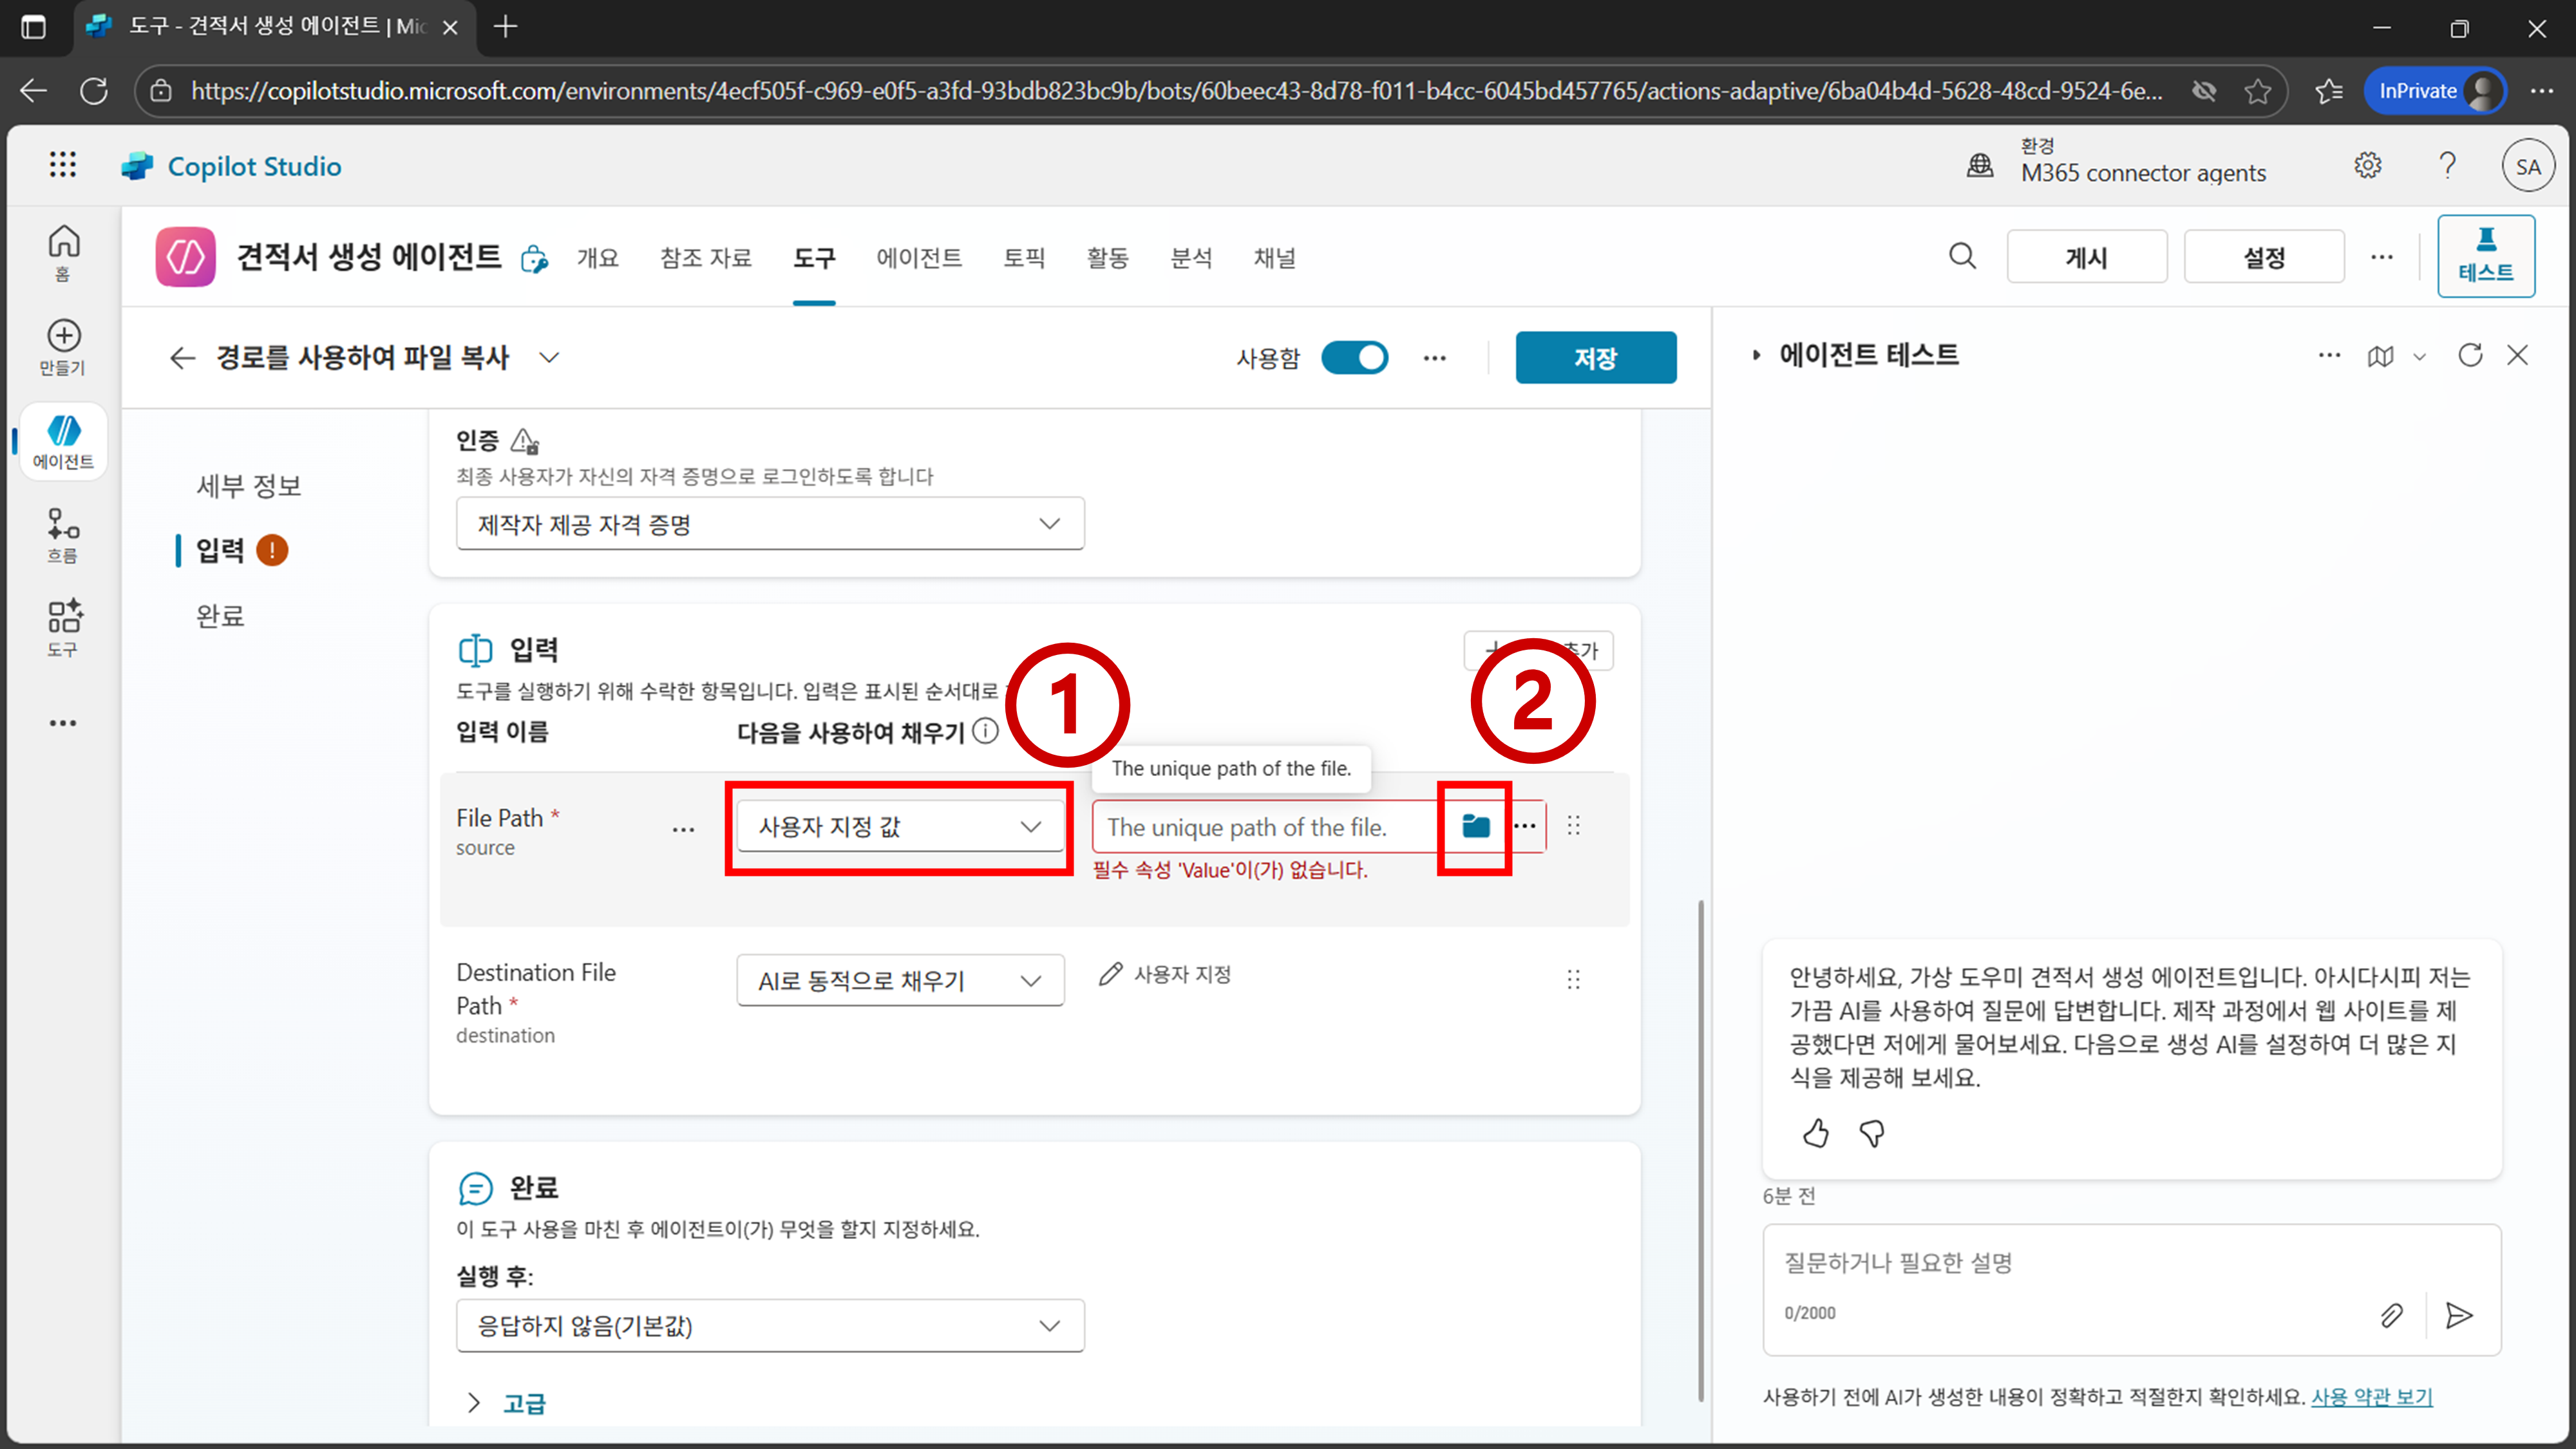 도구 - 견적서 생성 에이전트 | Mic
https://copilotstudio.microsoft.com/environments/4ecf505f-c969-e0f5-a3fd-93bdb823bc9b/bots/60beec43-8d78-f011-b4cc-6045bd457765/actions-adaptive/6ba04b4d-5628-48cd-9524-6e...
InPrivate
Copilot Studio
환경
M365 connector agents
SA
홈
만들기
에이전트
흐름
도구
견적서 생성 에이전트
개요
참조 자료
도구
에이전트
토픽
활동
분석
채널
게시
설정
테스트
경로를 사용하여 파일 복사
사용함
저장
세부 정보
입력
완료
인증
최종 사용자가 자신의 자격 증명으로 로그인하도록 합니다
제작자 제공 자격 증명
입력
추가
도구를 실행하기 위해 수락한 항목입니다. 입력은 표시된 순서대로
1
2
입력 이름
다음을 사용하여 채우기
The unique path of the file.
File Path *
source
사용자 지정 값
The unique path of the file.
필수 속성 'Value'이(가) 없습니다.
Destination File
Path *
destination
AI로 동적으로 채우기
사용자 지정
완료
이 도구 사용을 마친 후 에이전트이(가) 무엇을 할지 지정하세요.
실행 후:
응답하지 않음(기본값)
고급
에이전트 테스트
안녕하세요, 가상 도우미 견적서 생성 에이전트입니다. 아시다시피 저는
가끔 AI를 사용하여 질문에 답변합니다. 제작 과정에서 웹 사이트를 제
공했다면 저에게 물어보세요. 다음으로 생성 AI를 설정하여 더 많은 지
식을 제공해 보세요.
6분 전
질문하거나 필요한 설명
0/2000
사용하기 전에 AI가 생성한 내용이 정확하고 적절한지 확인하세요. 사용 약관 보기